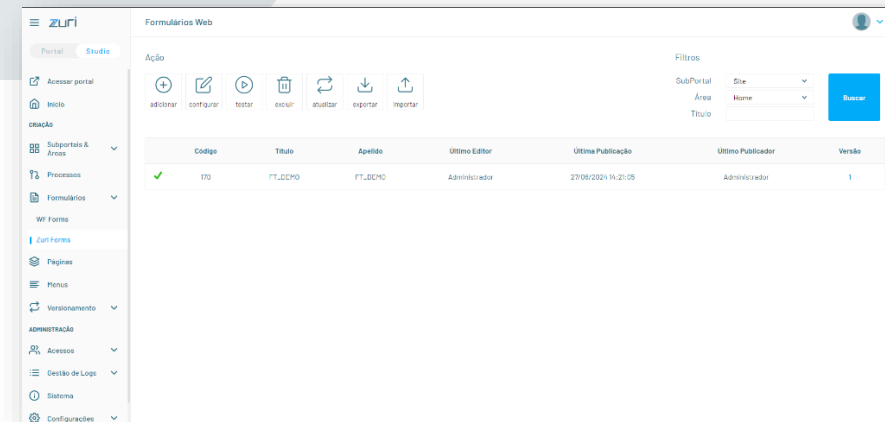 zuri
Formulários Web
Portal Studio
Ação
Filtros
Acessar portal
Início
CRIAÇÃO
Subportais &
Áreas
Processos
Formulários
WF Forms
Zuri Forms
Páginas
Menus
Versionamento
ADMINISTRAÇÃO
Acessos
Gestão de Logs
Sistema
Configurações
adicionar configurar testar excluir atualizar exportar importar
SubPortal Site
Área Home
Título
Buscar
Código Título Apelido Último Editor Última Publicação Último Publicador Versão
170 FT_DEMO FT_DEMO Administrador 27/06/2024 14:21:05 Administrador 1